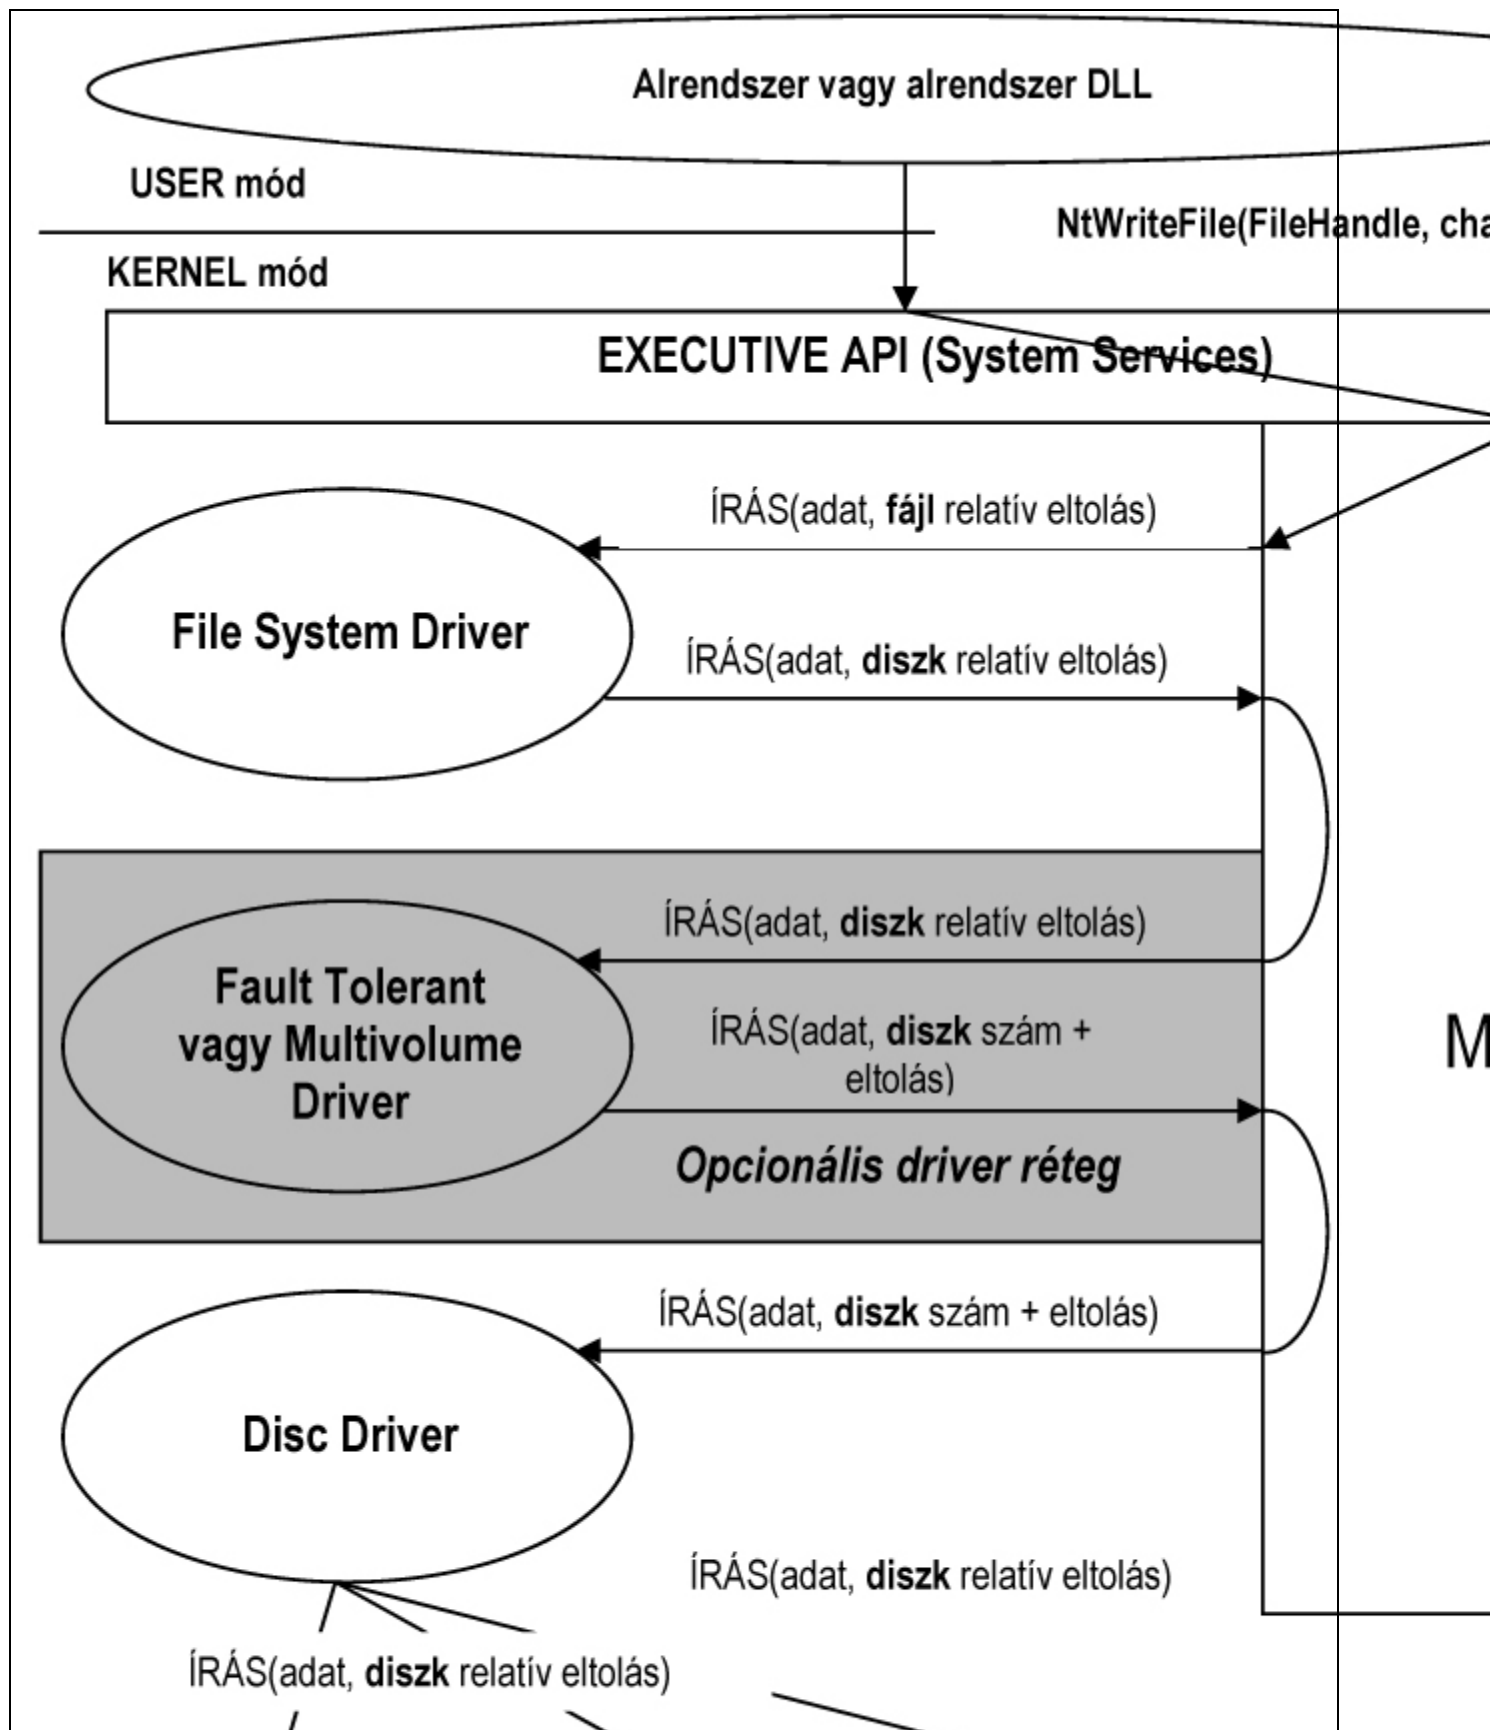 Alrendszer vagy alrendszer DLL
USER mód
NtWriteFile(FileHandle, cha
KERNEL mód
EXECUTIVE API (System Services)
ÍRÁS(adat, fájl relatív eltolás)
File System Driver
ÍRÁS(adat, diszk relatív eltolás)
ÍRÁS(adat, diszk relatív eltolás)
Fault Tolerant
vagy Multivolume
Driver
ÍRÁS(adat, diszk szám +
eltolás)
M
Opcionális driver réteg
ÍRÁS(adat, diszk szám + eltolás)
Disc Driver
ÍRÁS(adat, diszk relatív eltolás)
ÍRÁS(adat, diszk relatív eltolás)